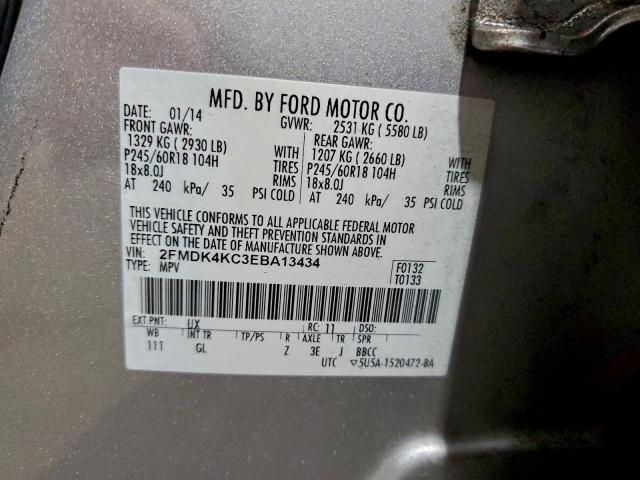 MFD. BY FORD MOTOR CO.
DATE: 01/14 GVWR: 2531 KG ( 5580 LB)
FRONT GAWR: REAR GAWR:
1329 KG ( 2930 LB) WITH 1207 KG ( 2660 LB) WITH
P245/60R18 104H TIRES P245/60R18 104H TIRES
18x8.0J RIMS 18x8.0J RIMS
AT 240 kPa/ 35 PSI COLD AT 240 kPa/ 35 PSI COLD
THIS VEHICLE CONFORMS TO ALL APPLICABLE FEDERAL MOTOR
VEHICLE SAFETY AND THEFT PREVENTION STANDARDS IN
EFFECT ON THE DATE OF MANUFACTURE SHOWN ABOVE.
VIN: 2FMDK4KC3EBA13434 F0132
TYPE: MPV T0133
EXT PNT: UX RC: 11 DSO:
WB INT TR TP/PS R AXLE TR SPR
111 GL Z 3E J BBCC
UTC ▽5U5A-1520472-BA